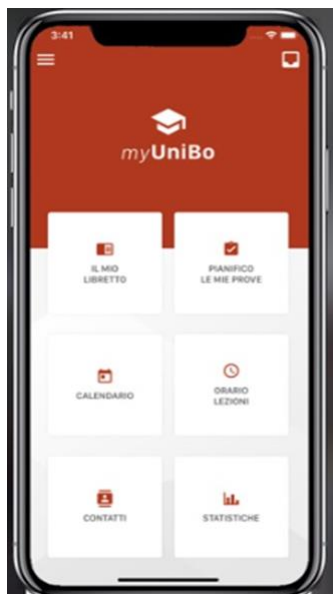 3:41
myUniBo
IL MIO
LIBRETTO
PIANIFICO
LE MIE PROVE
CALENDARIO
ORARIO
LEZIONI
CONTATTI
STATISTICHE